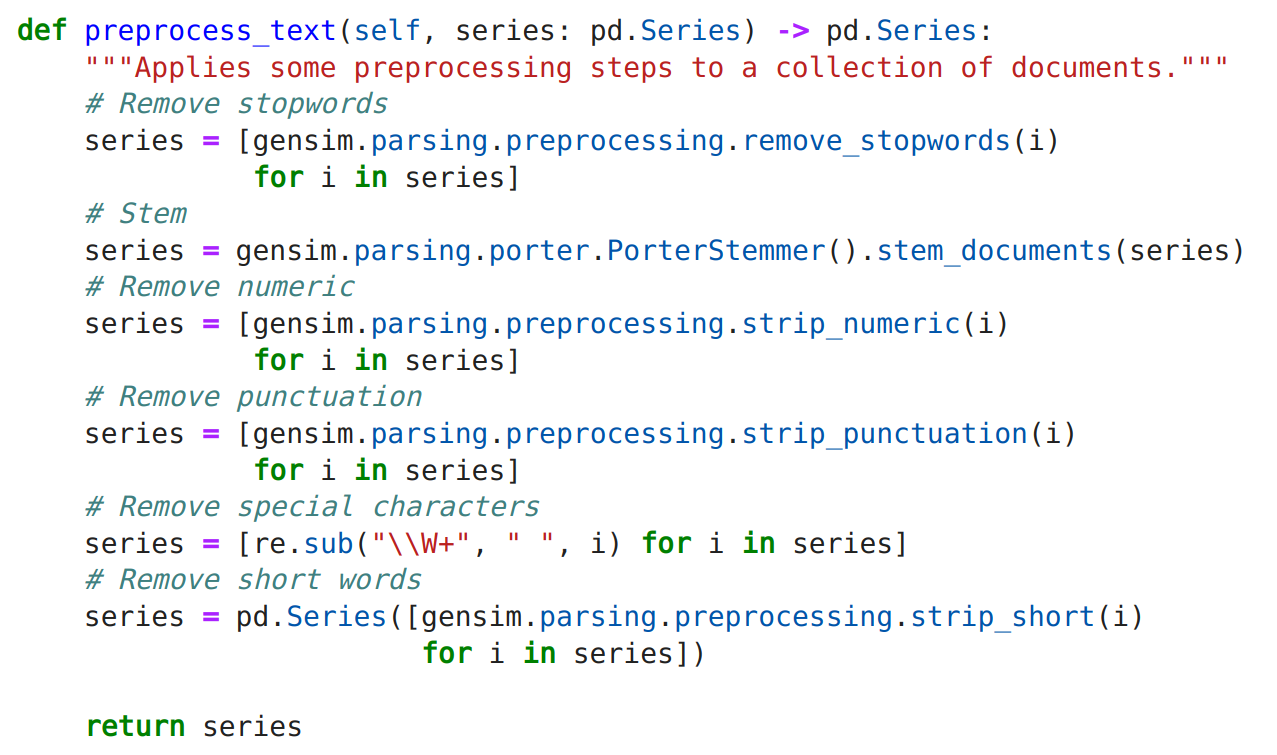 def preprocess_text(self, series: pd.Series) -> pd.Series:
    """Applies some preprocessing steps to a collection of documents."""
    # Remove stopwords
    series = [gensim.parsing.preprocessing.remove_stopwords(i)
              for i in series]
    # Stem
    series = gensim.parsing.porter.PorterStemmer().stem_documents(series)
    # Remove numeric
    series = [gensim.parsing.preprocessing.strip_numeric(i)
              for i in series]
    # Remove punctuation
    series = [gensim.parsing.preprocessing.strip_punctuation(i)
              for i in series]
    # Remove special characters
    series = [re.sub("\\W+", " ", i) for i in series]
    # Remove short words
    series = pd.Series([gensim.parsing.preprocessing.strip_short(i)
                        for i in series])

    return series